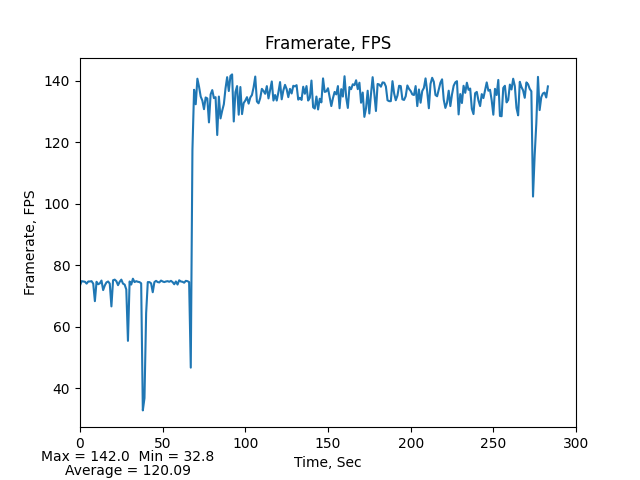 Framerate, FPS
Framerate, FPS
140
120
100
80
60
40
0 50 100 150 200 250 300
Time, Sec
Max = 142.0  Min = 32.8
Average = 120.09